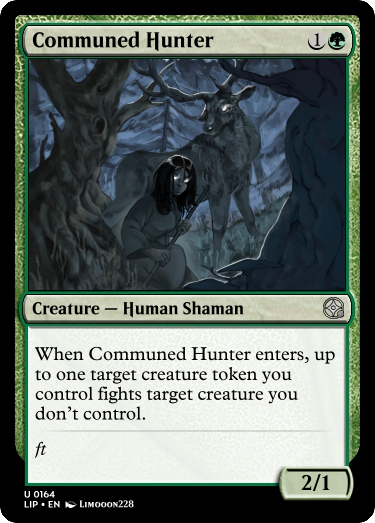 Communed Hunter 1
Creature — Human Shaman
When Communed Hunter enters, up
to one target creature token you
control fights target creature you
don't control.
ft
2/1
U 0164
LIP • EN Limooon228